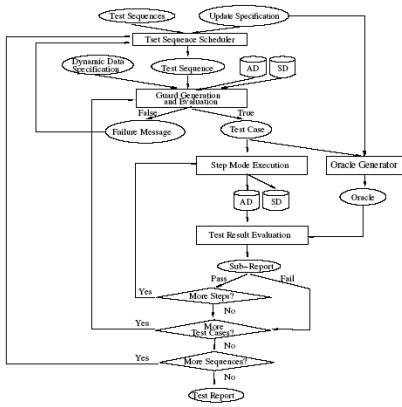 Test Sequences
Update Specification
Tset Sequence Scheduler
Dynamic Data
Specification
Test Sequence
AD
SD
Guard Generation
and Evaluation
False
True
Failure Message
Test Case
Step Mode Execution
Oracle Generator
AD
SD
Oracle
Test Result Evaluation
Sub-Report
Pass
Fail
Yes
More Steps?
No
Yes
More
Test Cases?
No
Yes
More Sequences?
No
Test Report